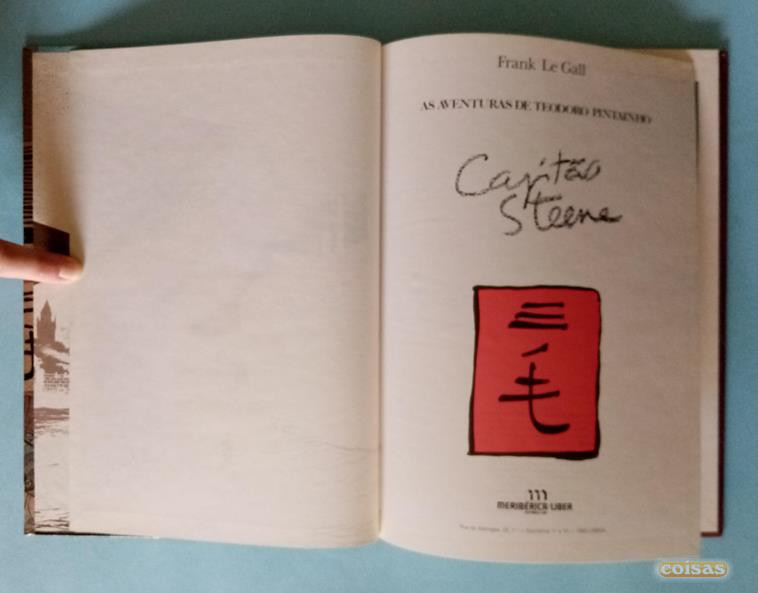 Frank Le Gall
AS AVENTURAS DE TEODORO PINTAINHO
Capitão
Steene
三
毛
MERIBÉRICA/LIBER
coisas